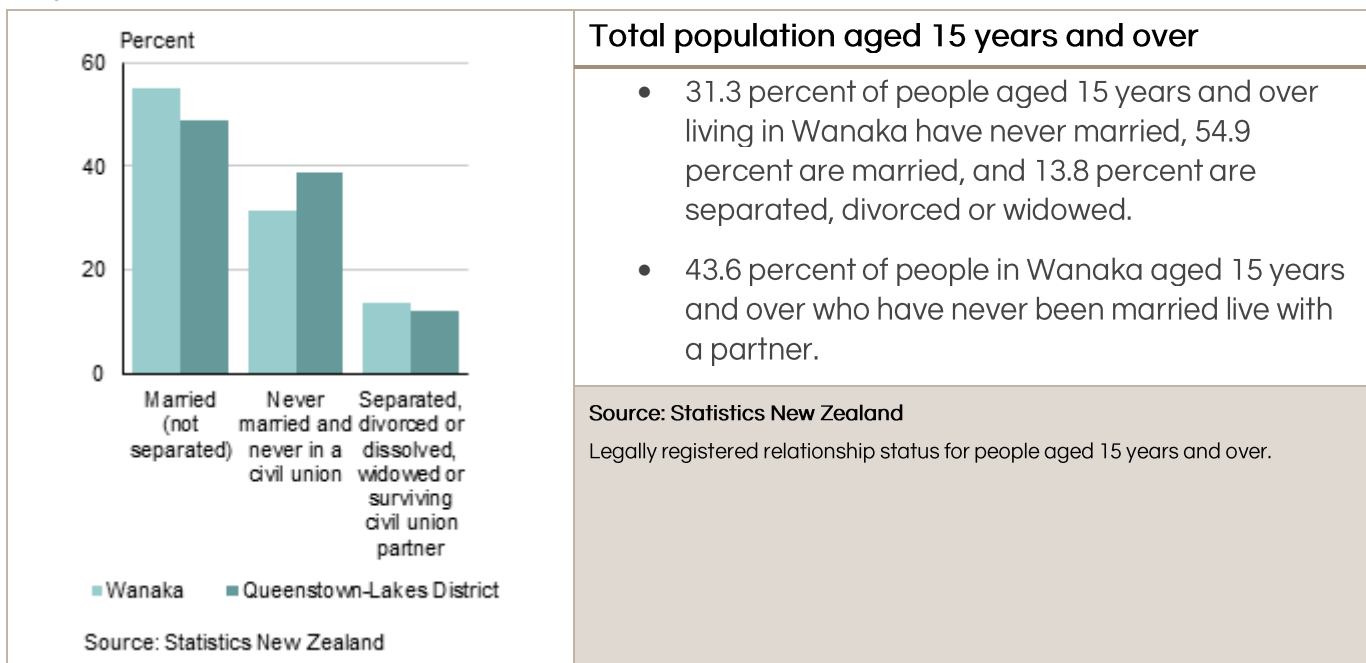 Percent
60
40
20
0
Married
(not
separated)
Never
married and
never in a
civil union
Separated,
divorced or
dissolved,
widowed or
surviving
civil union
partner
Wanaka
Queenstown-Lakes District
Source: Statistics New Zealand
Total population aged 15 years and over
• 31.3 percent of people aged 15 years and over
living in Wanaka have never married, 54.9
percent are married, and 13.8 percent are
separated, divorced or widowed.
• 43.6 percent of people in Wanaka aged 15 years
and over who have never been married live with
a partner.
Source: Statistics New Zealand
Legally registered relationship status for people aged 15 years and over.